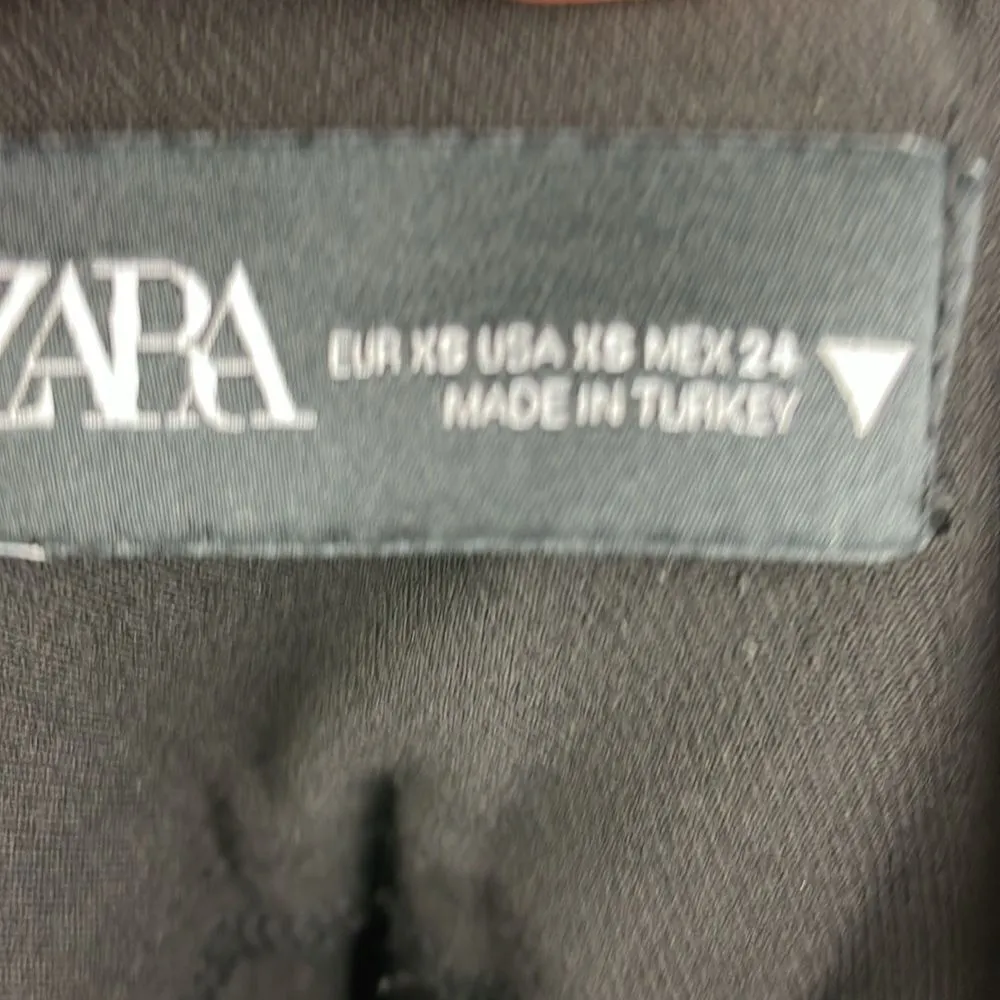 ZARA
EUR XS USA XS MEX 24
MADE IN TURKEY